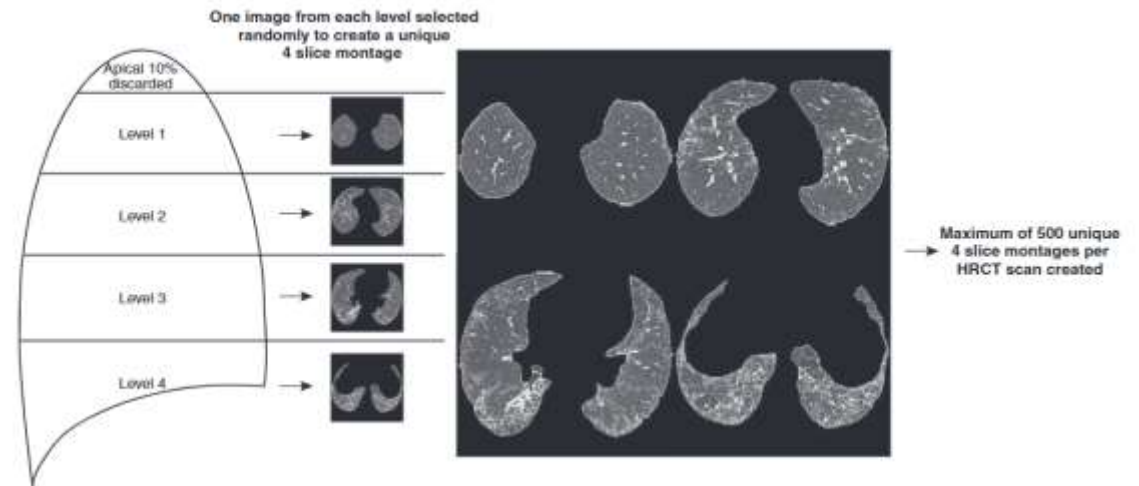 One image from each level selected
randomly to create a unique
4 slice montage
Apical 10%
discarded
Level 1
Level 2
Level 3
Level 4
Maximum of 500 unique
4 slice montages per
HRCT scan created